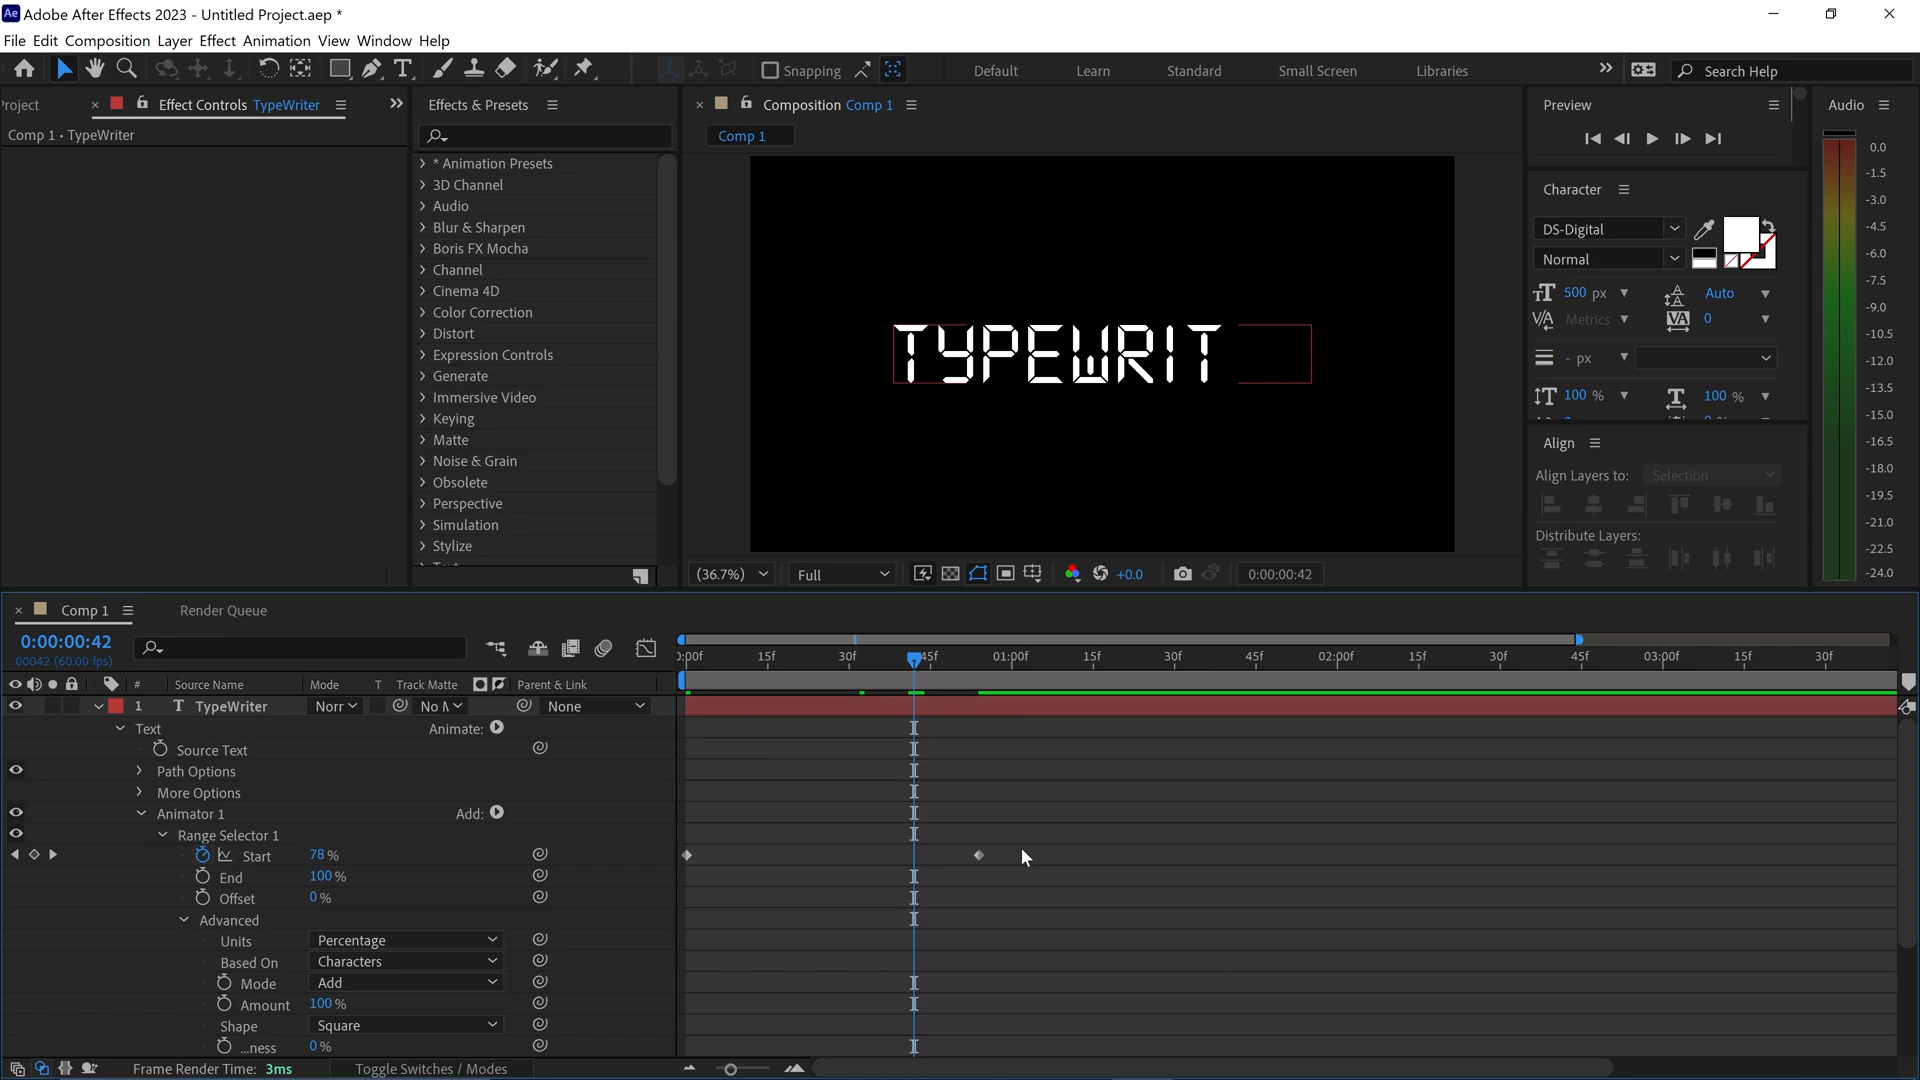 Adobe After Effects 2023 - Untitled Project.aep *
File Edit Composition Layer Effect Animation View Window Help
Snapping
Default Learn Standard Small Screen Libraries
Search Help
roject
Effect Controls TypeWriter
Comp 1 • TypeWriter
Effects & Presets
* Animation Presets
3D Channel
Audio
Blur & Sharpen
Boris FX Mocha
Channel
Cinema 4D
Color Correction
Distort
Expression Controls
Generate
Immersive Video
Keying
Matte
Noise & Grain
Obsolete
Perspective
Simulation
Stylize
Composition Comp 1
Comp 1
TYPEWRIT
(36.7%) Full +0.0 0:00:00:42
Preview
Character
DS-Digital
Normal
500 px Auto
Metrics 0
- px
100 % 100 %
Align
Align Layers to: Selection
Distribute Layers:
Audio
0.0
-1.5
-3.0
-4.5
-6.0
-7.5
-9.0
-10.5
-12.0
-13.5
-15.0
-16.5
-18.0
-19.5
-21.0
-22.5
-24.0
Comp 1 Render Queue
0:00:00:42
00042 (60.00 fps)
0:00f 15f 30f 45f 01:00f 15f 30f 45f 02:00f 15f 30f 45f 03:00f 15f 30f
# Source Name Mode T Track Matte Parent & Link
1 T TypeWriter Norr No M None
Text Animate:
Source Text
Path Options
More Options
Animator 1 Add:
Range Selector 1
Start 78 %
End 100 %
Offset 0 %
Advanced
Units Percentage
Based On Characters
Mode Add
Amount 100 %
Shape Square
...ness 0 %
Frame Render Time: 3ms Toggle Switches / Modes